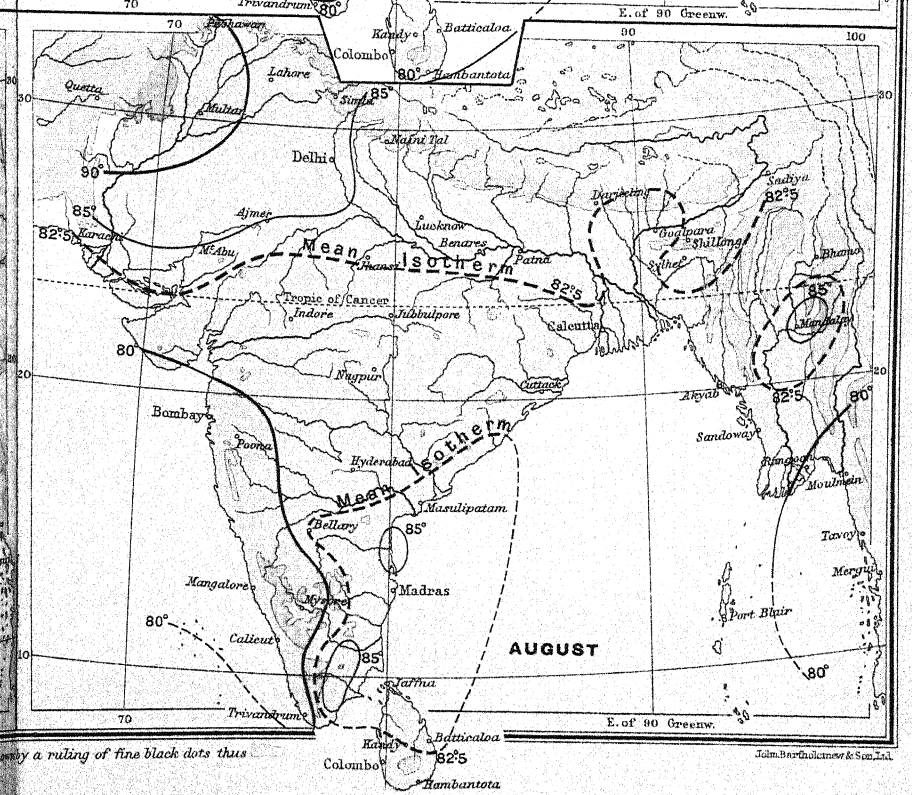 70
Trivandrum 80°
Batticaloa
Kandy
Colombo
80° Hambantota
E. of 90 Greenw.
70
90
100
Peshawar
30
Quetta
Lahore
Multan
Simla
85°
30
Naini Tal
Delhi
90°
Sadiya
Darjeeling
82°.5
85°
Ajmer
Lucknow
82°.5
Karachi
Mt Abu
Benares
Goalpara
Shillong
Bhamo
Mean Isotherm
Jhansi
Patna
Sylhet
82°.5
85°
Tropic of Cancer
Indore
Jubbulpore
Calcutta
Mandalay
80°
20
Nagpur
Cuttack
82°.5
20
Akyab
80°
Bombay
Sandoway
Poona
Hyderabad
Rangoon
Moulmein
Mean Isotherm
Masulipatam
Bellary
85°
Tavoy
Mangalore
Mergui
Madras
Mysore
80°
Port Blair
Calicut
AUGUST
10
85°
80°
Jaffna
Trivandrum
70
E. of 90 Greenw.
by a ruling of fine black dots thus
Kandy
Batticaloa
82°.5
Colombo
John Bartholomew & Son, Ltd.
Hambantota